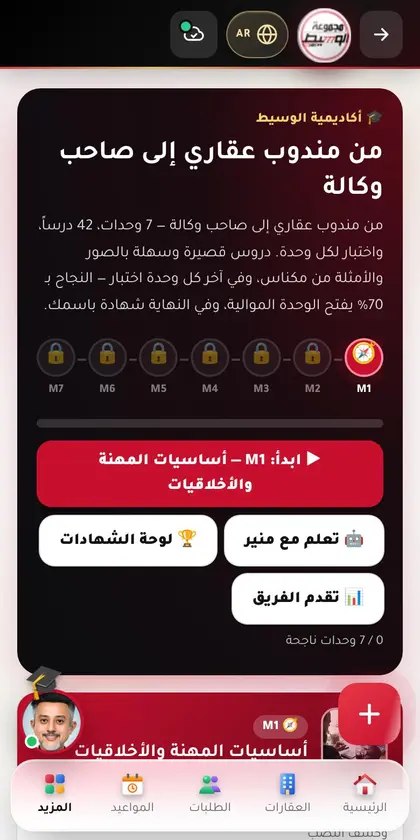 مجموعة
الوسيط
AR
أكاديمية الوسيط
من مندوب عقاري إلى صاحب
وكالة
من مندوب عقاري إلى صاحب وكالة – 7 وحدات، 42 درساً،
واختبار لكل وحدة. دروس قصيرة وسهلة بالصور
والأمثلة من مكناس، وفي آخر كل وحدة اختبار – النجاح بـ
70% يفتح الوحدة الموالية، وفي النهاية شهادة باسمك.
M1 M2 M3 M4 M5 M6 M7
▶ ابدأ: M1 – أساسيات المهنة
والأخلاقيات
تعلم مع منير
لوحة الشهادات
تقدم الفريق
0 / 7 وحدات ناجحة
M1
أساسيات المهنة والأخلاقيات
الرئيسية
العقارات
الطلبات
المواعيد
المزيد
وكشف النصب